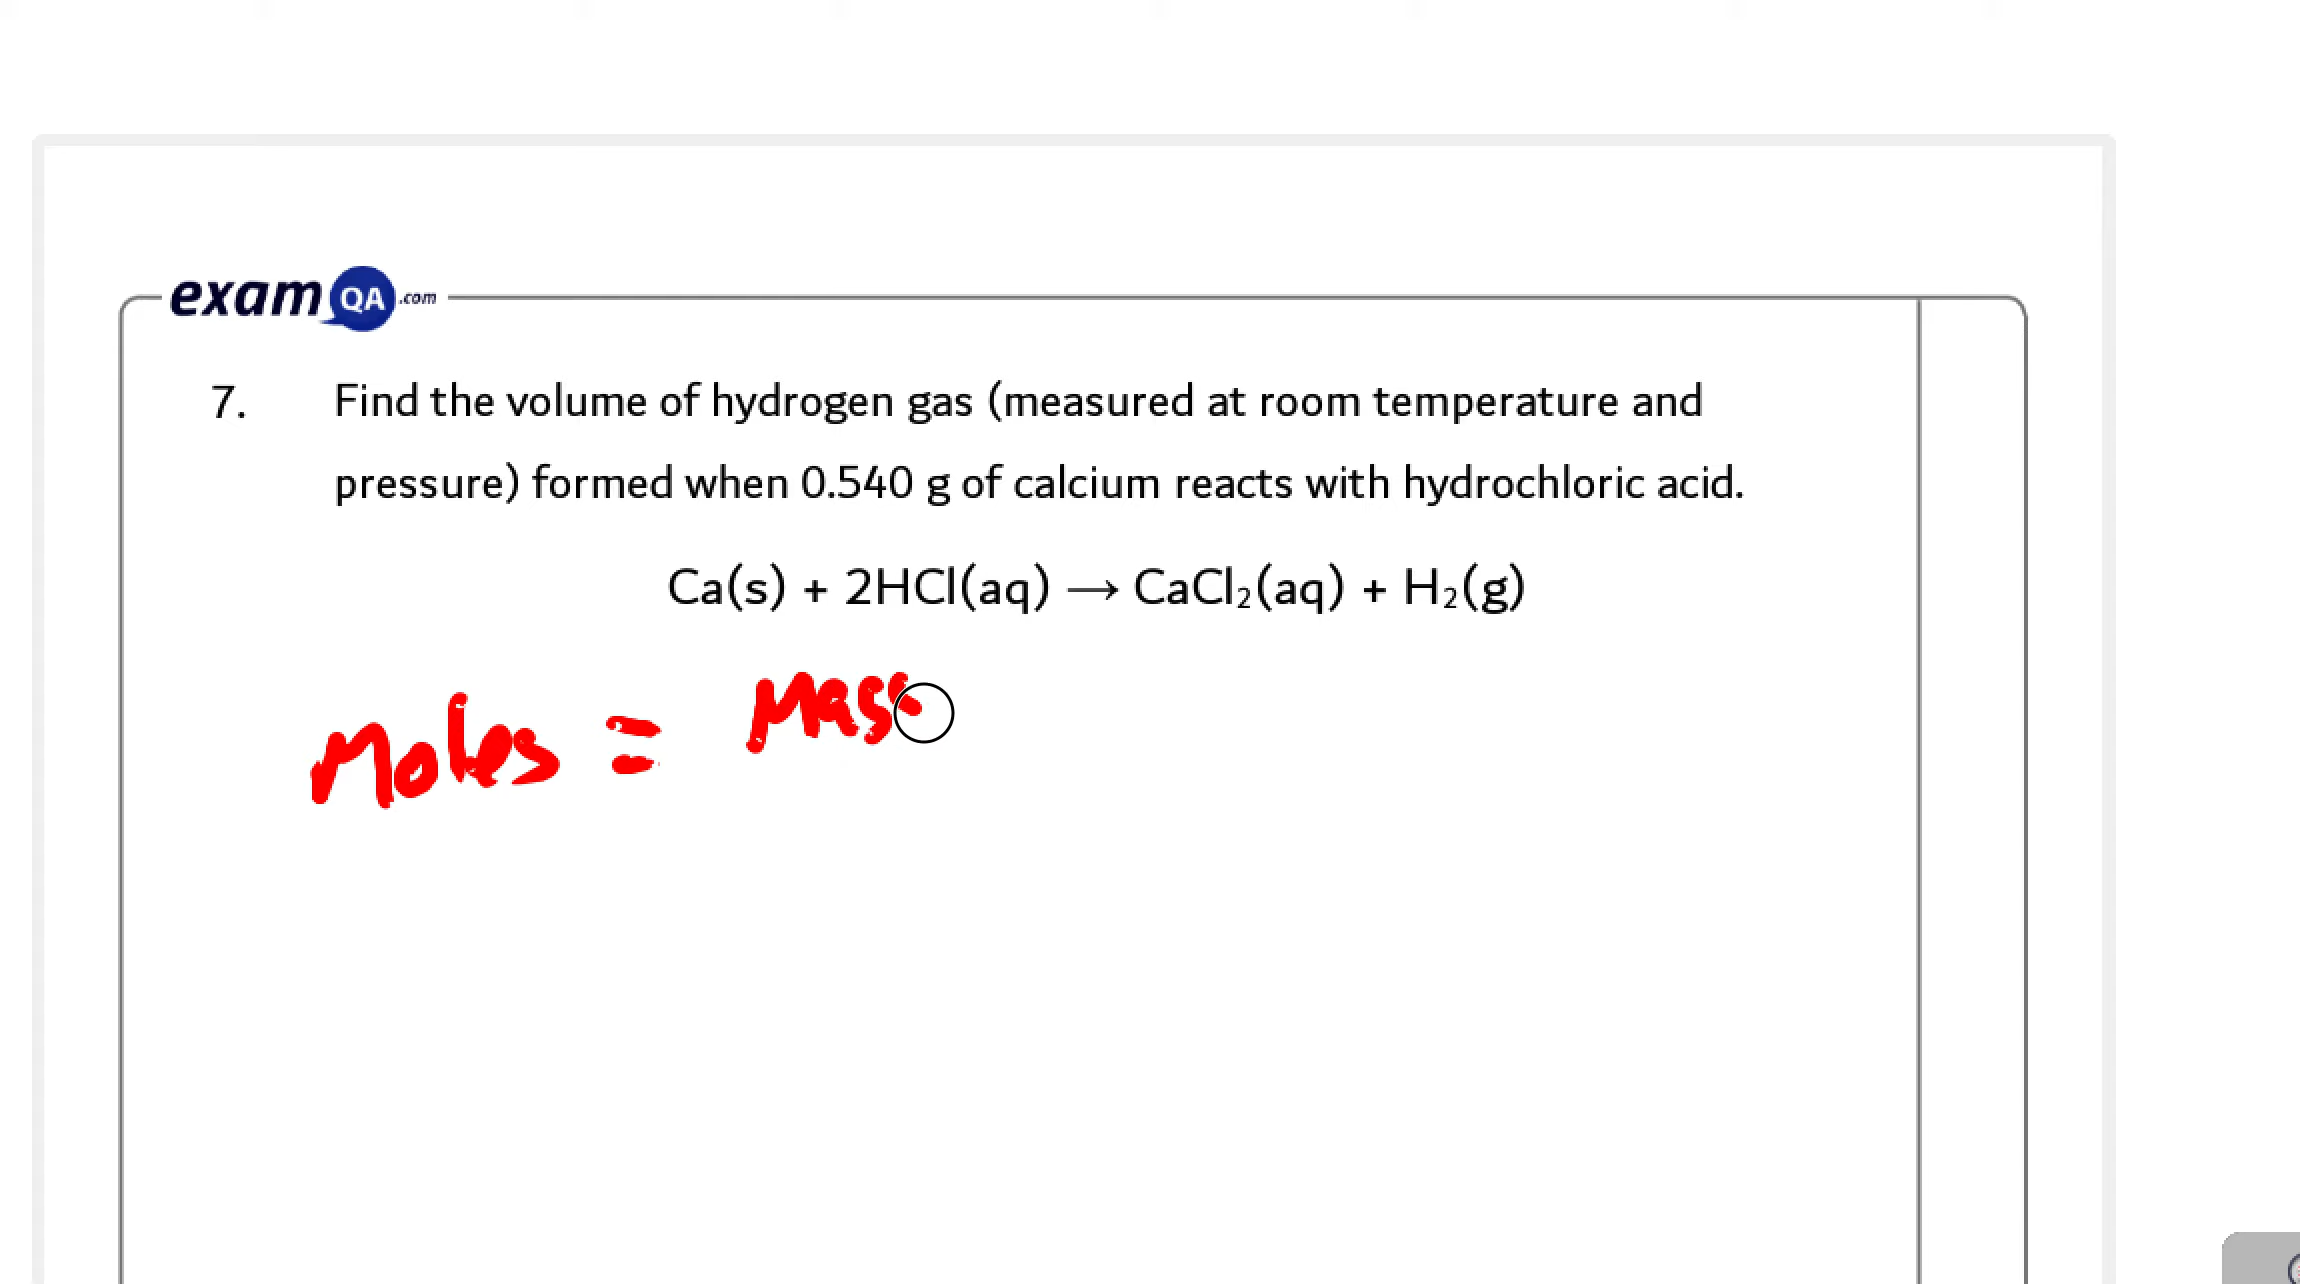 examQA.com
7. Find the volume of hydrogen gas (measured at room temperature and
pressure) formed when 0.540 g of calcium reacts with hydrochloric acid.
Ca(s) + 2HCl(aq) → CaCl₂(aq) + H₂(g)
Moles = Mass